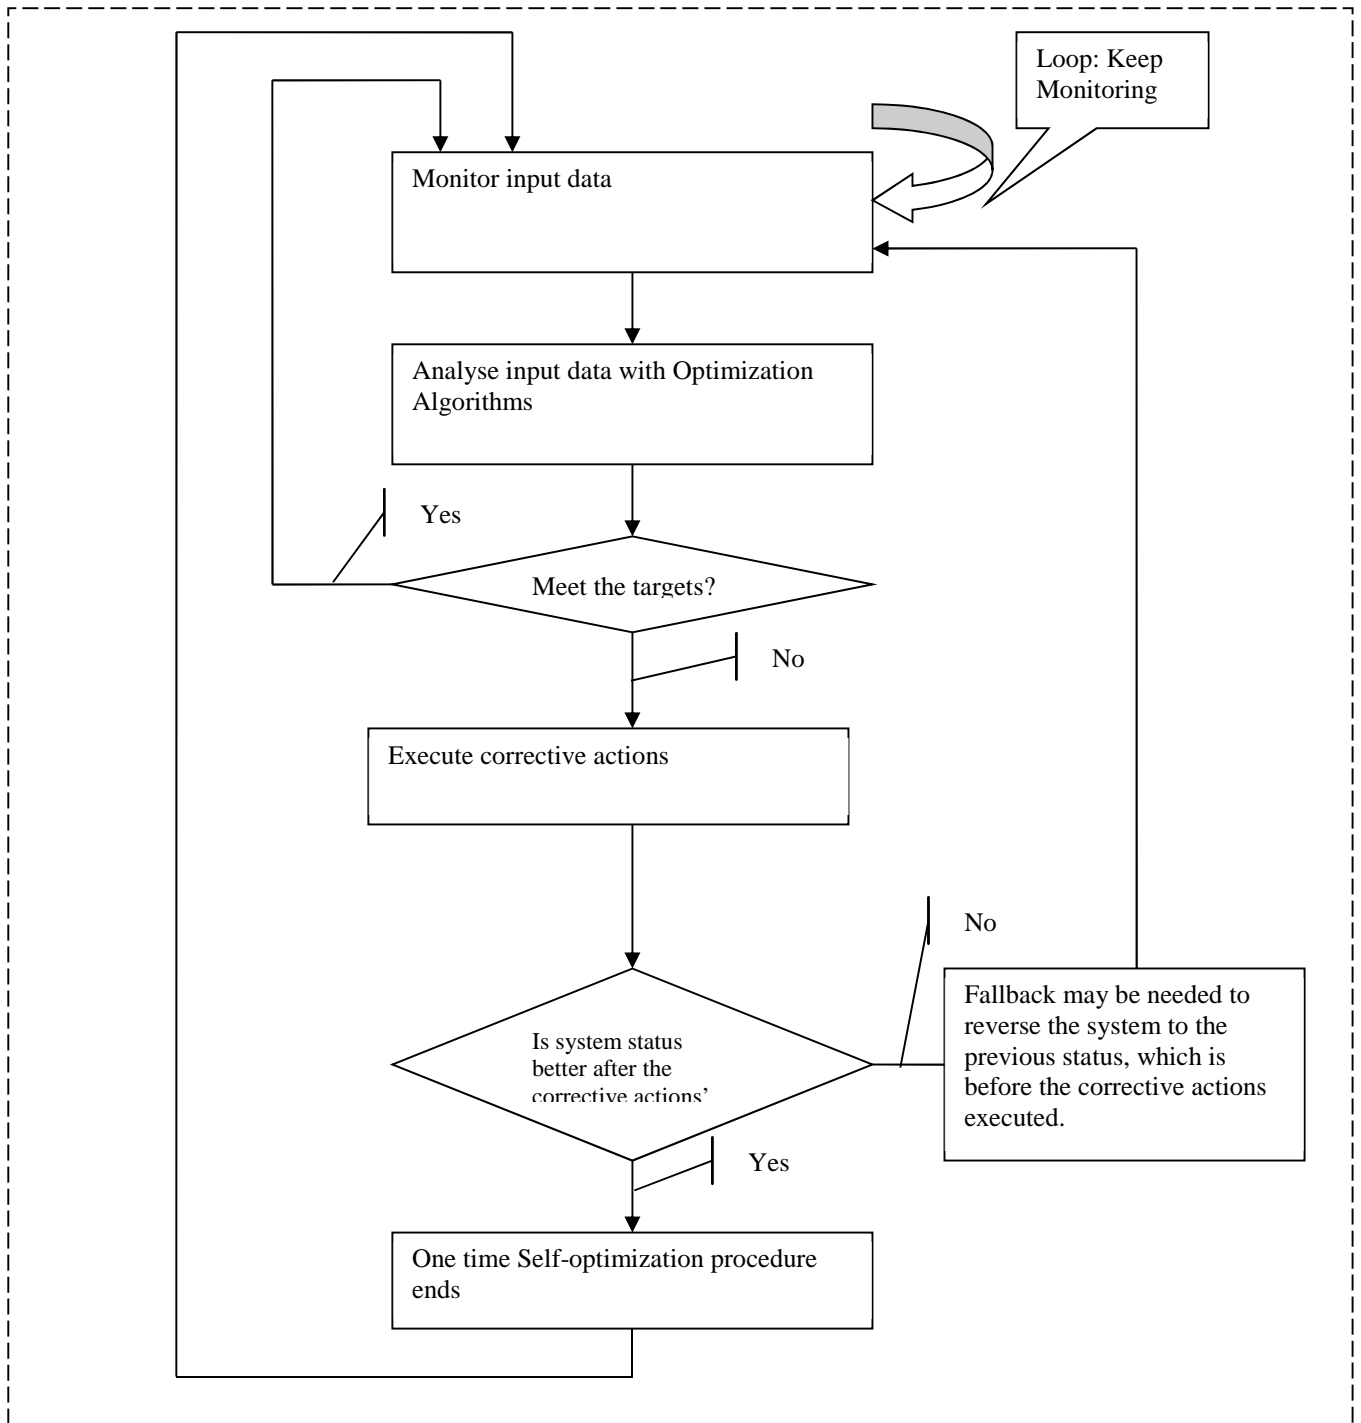 Loop: Keep
Monitoring
Monitor input data
Analyse input data with Optimization
Algorithms
Yes
Meet the targets?
No
Execute corrective actions
No
Is system status
better after the
corrective actions’
Fallback may be needed to
reverse the system to the
previous status, which is
before the corrective actions
executed.
Yes
One time Self-optimization procedure
ends